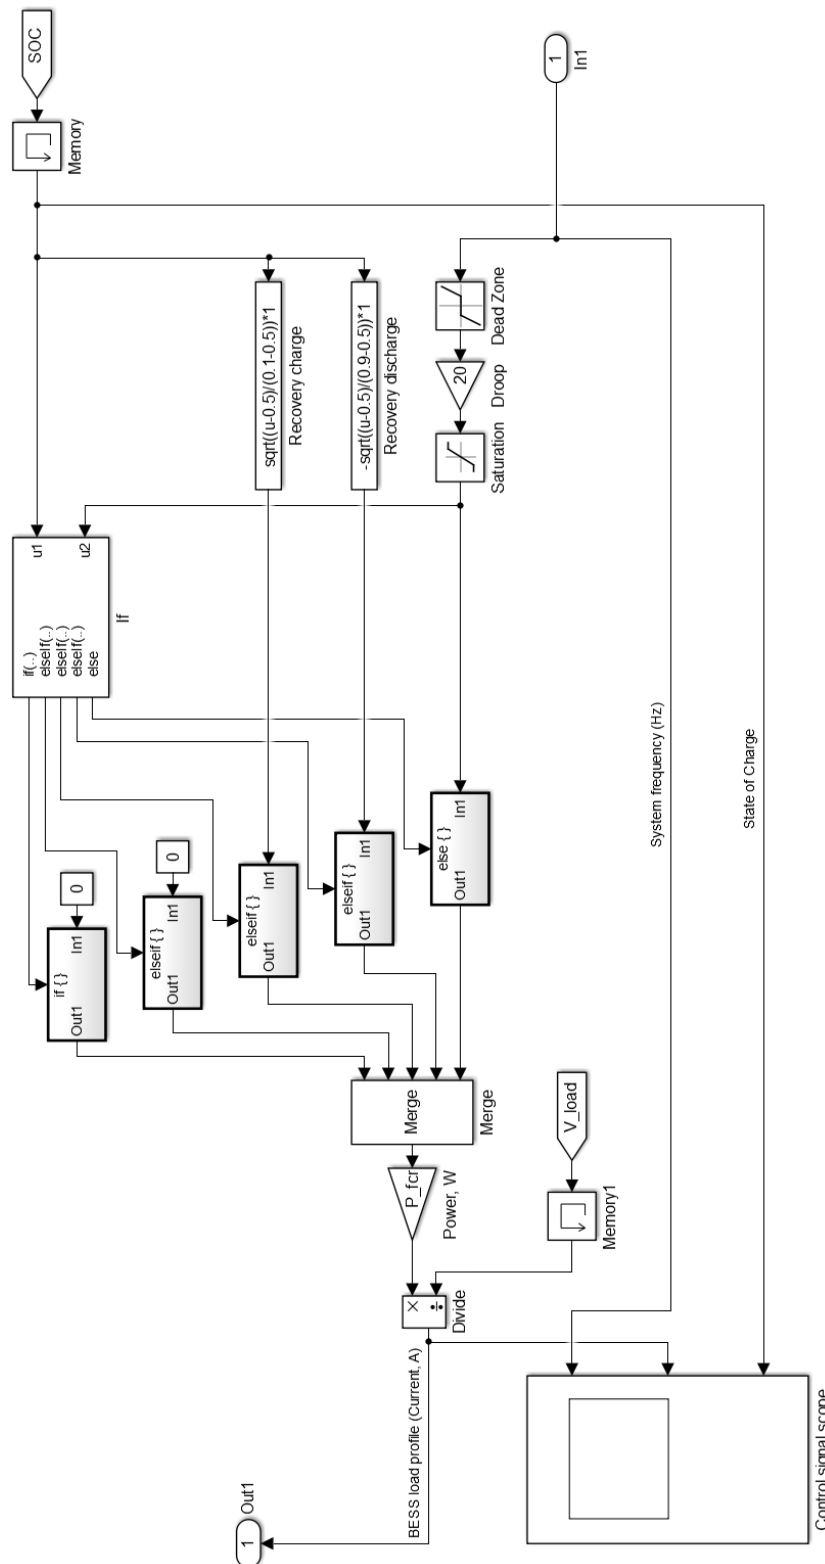 SOC
Memory
1
In1
sqrt((u-0.5)/(0.1-0.5))*1
Recovery charge
-sqrt((u-0.5)/(0.9-0.5))*1
Recovery discharge
Dead Zone
20
Droop
Saturation
u1
u2
if(..)
elseif(..)
elseif(..)
elseif(..)
else
If
System frequency (Hz)
State of Charge
0
if { }
In1
Out1
0
elseif { }
In1
Out1
elseif { }
In1
Out1
elseif { }
In1
Out1
else { }
In1
Out1
Merge
Merge
P_fcr
Power, W
V_load
Memory1
×
÷
Divide
BESS load profile (Current, A)
1
Out1
Control signal scope